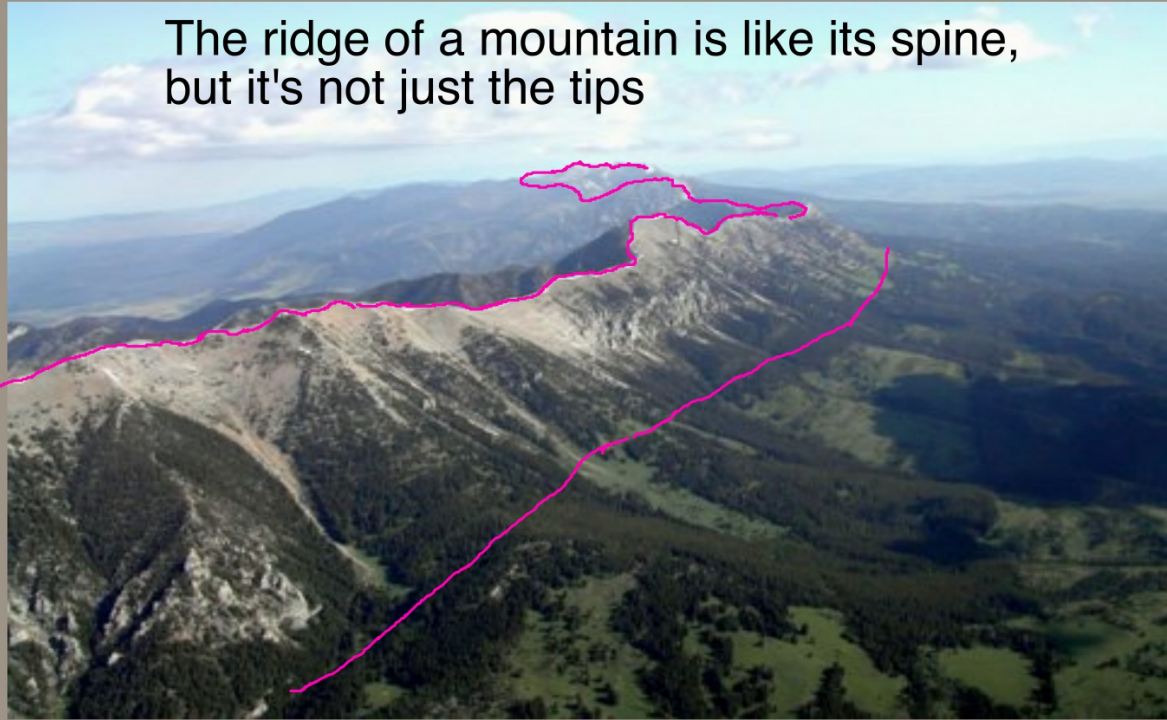 The ridge of a mountain is like its spine,
but it's not just the tips